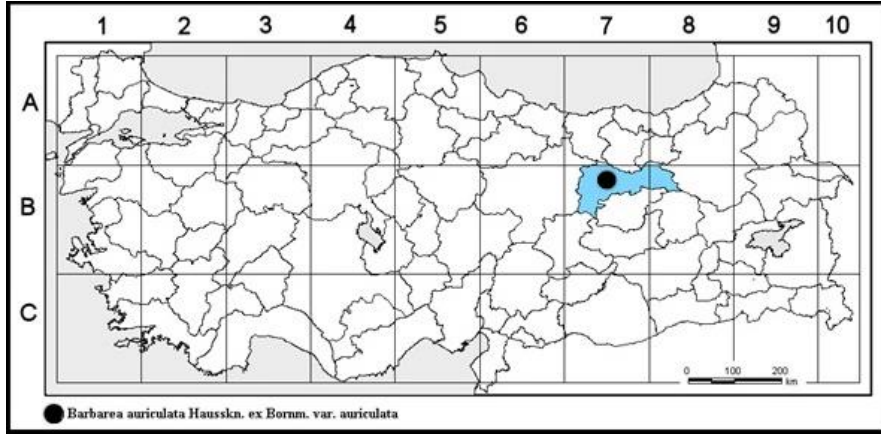 1 2 3 4 5 6 7 8 9 10
A
B
C
0 100 200
km
Barbarea auriculata Hausskn. ex Bornm. var. auriculata